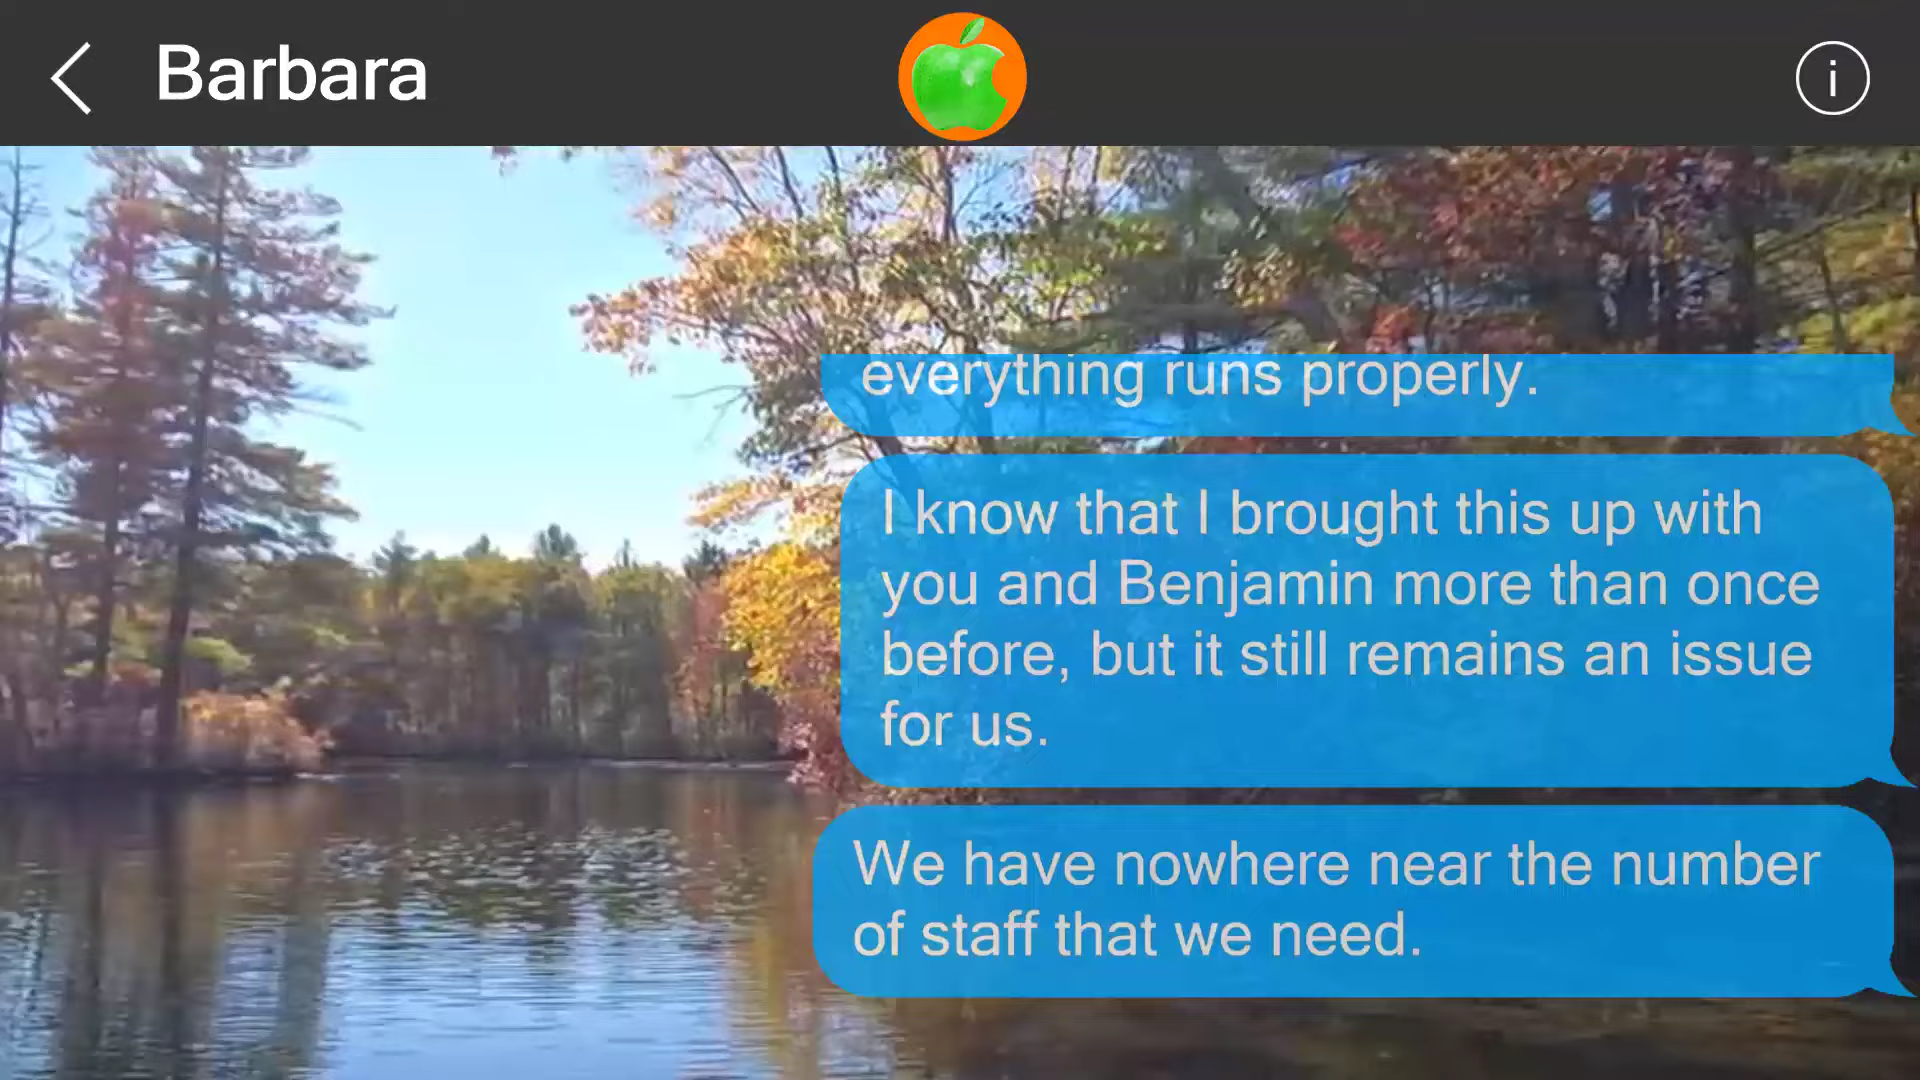 Barbara
i
everything runs properly.
I know that I brought this up with
you and Benjamin more than once
before, but it still remains an issue
for us.
We have nowhere near the number
of staff that we need.